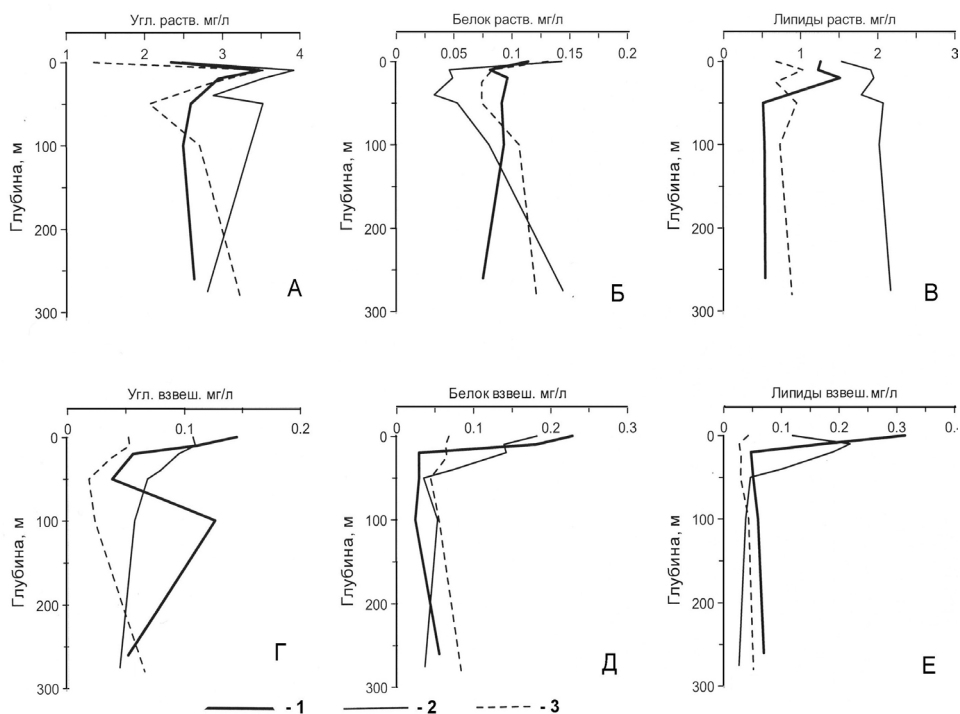 Угл. раств. мг/л
1 2 3 4
0
100
200
300
Глубина, м
А
Белок раств. мг/л
0 0.05 0.1 0.15 0.2
0
100
200
300
Глубина, м
Б
Липиды раств. мг/л
0 1 2 3
0
100
200
300
Глубина, м
В
Угл. взвеш. мг/л
0 0.1 0.2
0
100
200
300
Глубина, м
Г
Белок взвеш. мг/л
0 0.1 0.2 0.3
0
100
200
300
Глубина, м
Д
Липиды взвеш. мг/л
0 0.1 0.2 0.3 0.4
0
100
200
300
Глубина, м
Е
- 1 - 2 - 3